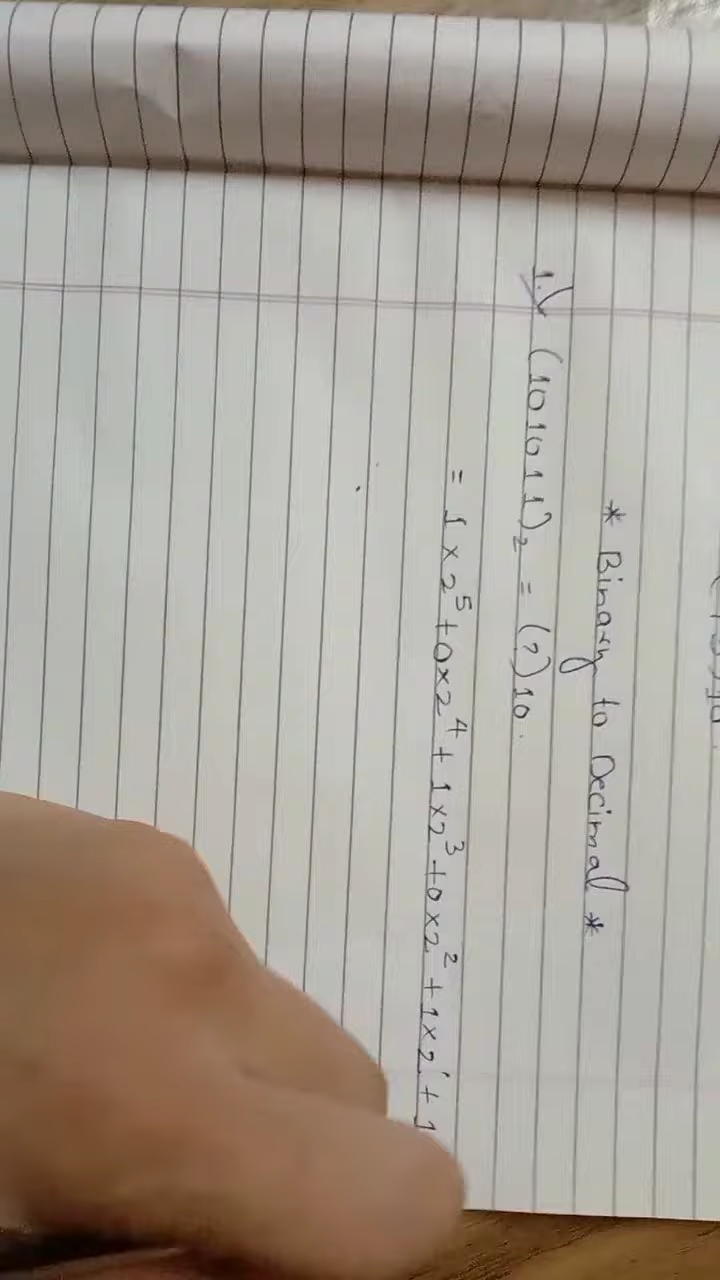 * Binary to Decimal *
1. (101011)₂ = (?)10.
= 1×2⁵+0×2⁴+1×2³+0×2²+1×2¹+1